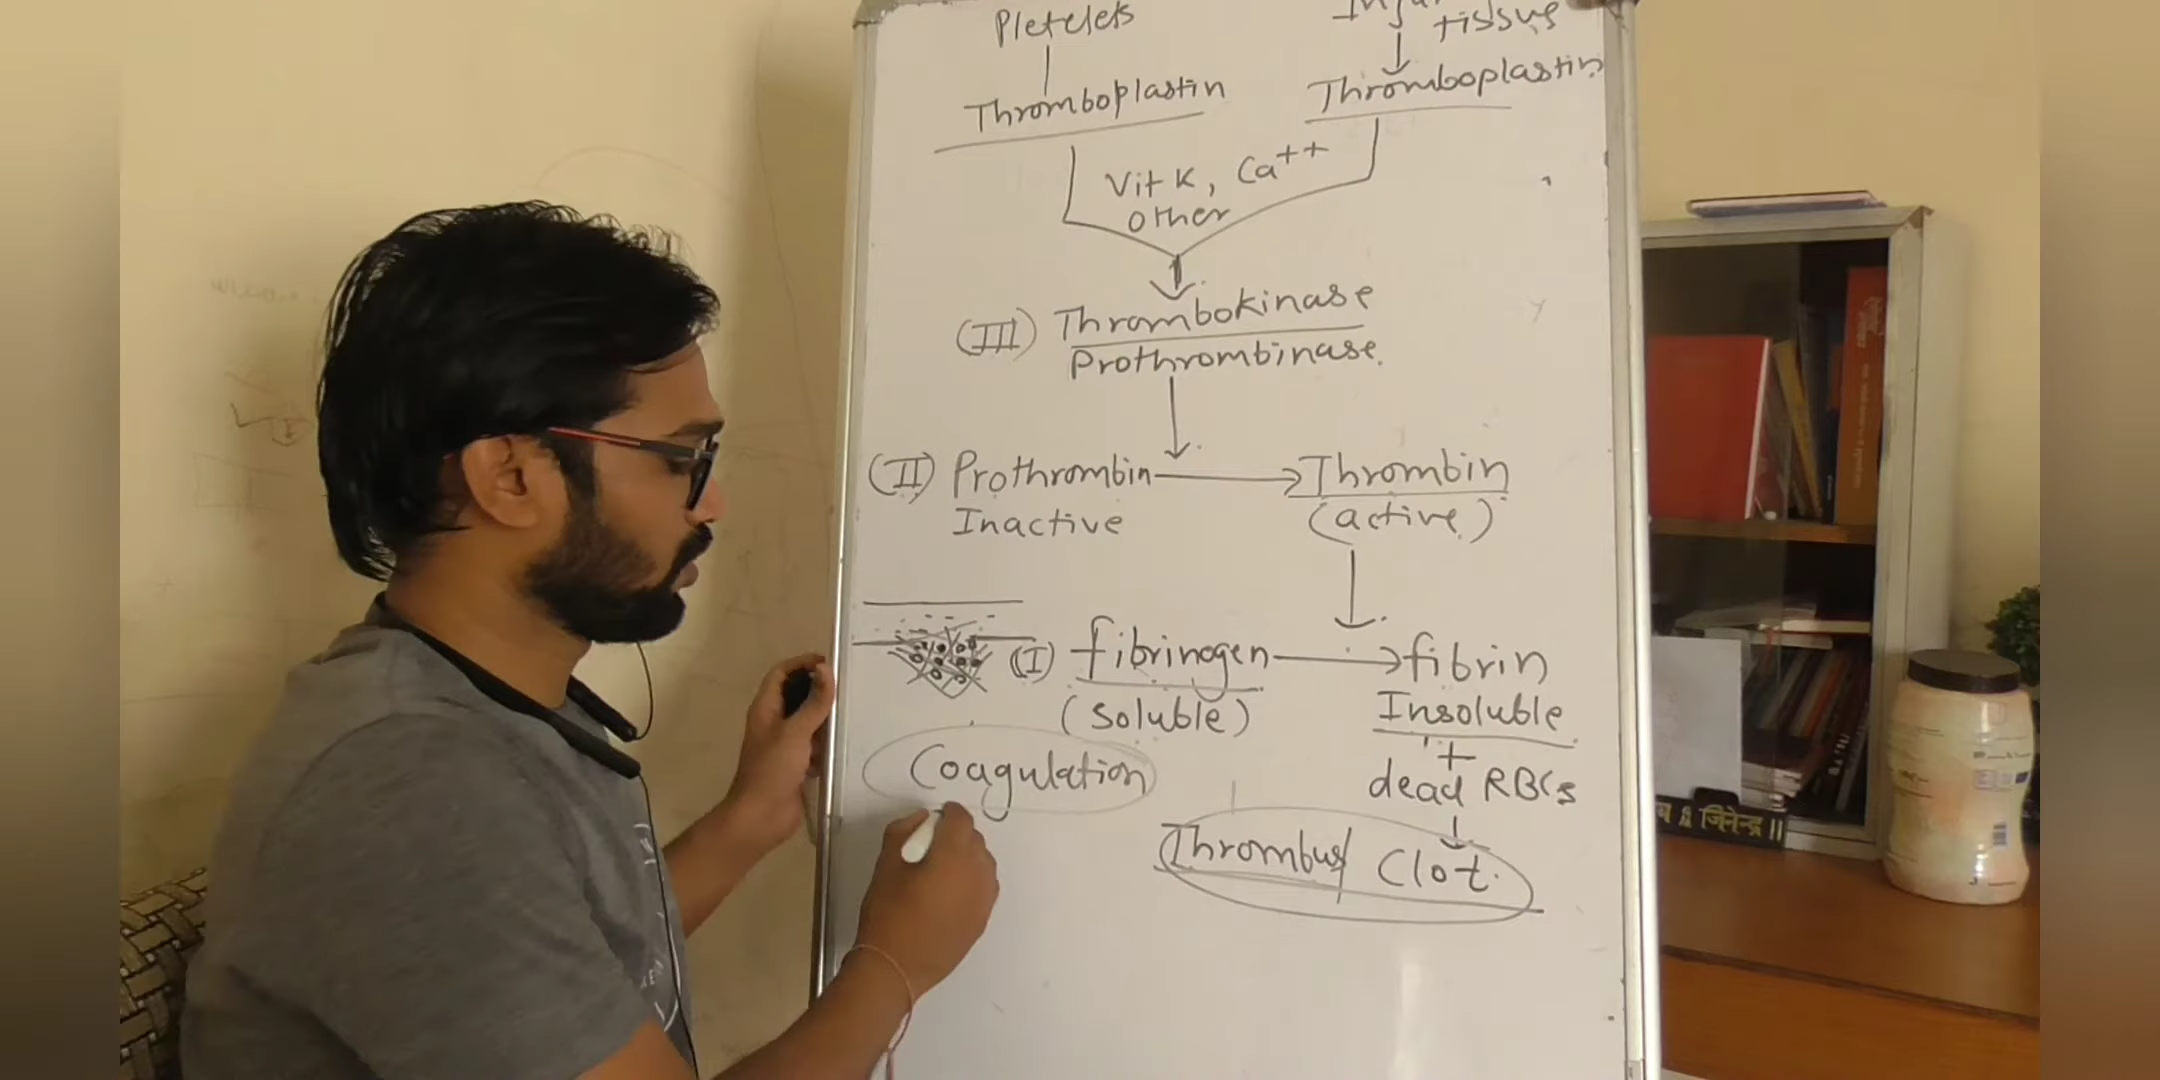 Pletelets
tissue
Thromboplastin
Thromboplastin
Vit K, Ca++
other
(III) Thrombokinase
Prothrombinase.
(II) Prothrombin → Thrombin
Inactive (active)
(I) fibrinogen → fibrin
(soluble) Insoluble
+
Coagulation dead RBCs
Thrombus/ Clot.
जिनेन्द्र ॥